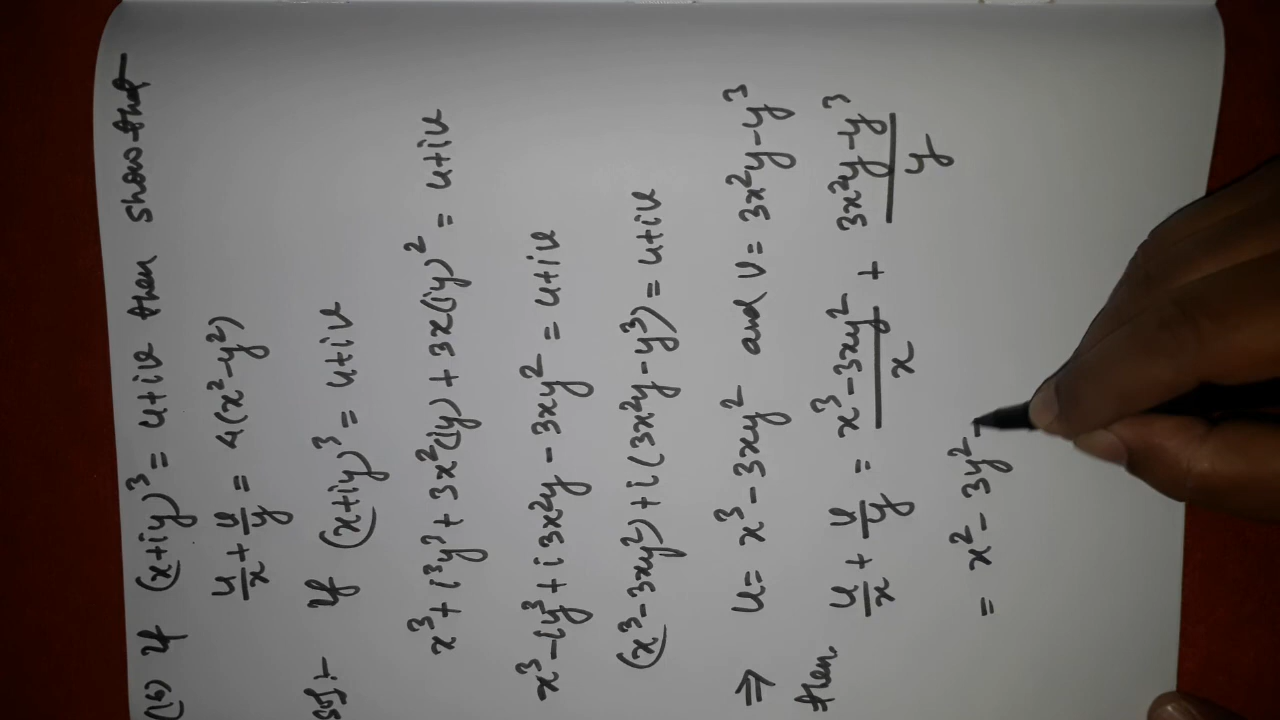 (16) If (x+iy)³ = u+iv then show that
u/x + v/y = 4(x²-y²)
Sol:- If (x+iy)³ = u+iv
x³ + i³y³ + 3x²(iy) + 3x(iy)² = u+iv
x³ - iy³ + i3x²y - 3xy² = u+iv
(x³-3xy²) + i(3x²y-y³) = u+iv
⇒ u = x³-3xy² and v = 3x²y-y³
then u/x + v/y = (x³-3xy²)/x + (3x²y-y³)/y
= x² - 3y²